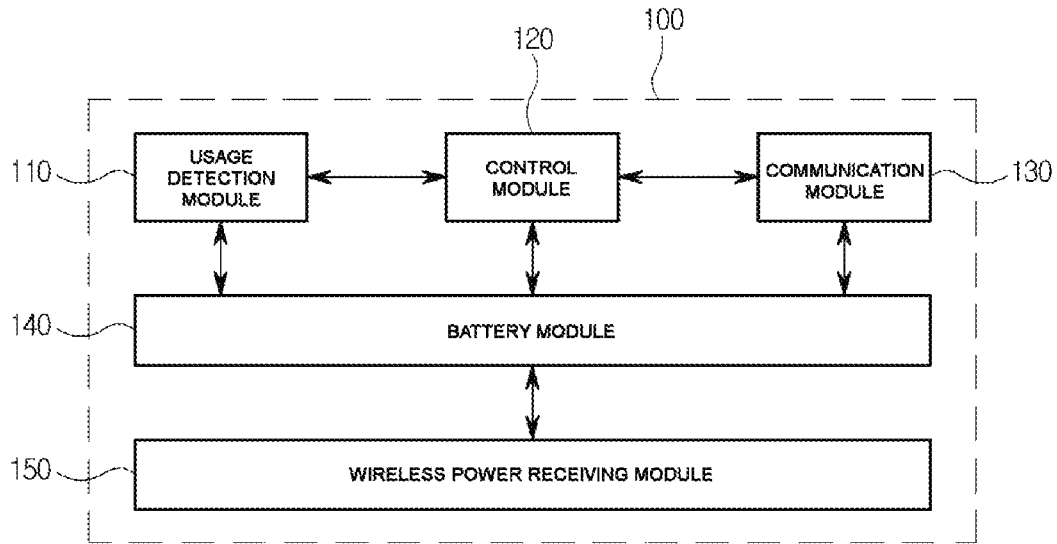 100
120
110
USAGE
DETECTION
MODULE
CONTROL
MODULE
COMMUNICATION
MODULE
130
140
BATTERY MODULE
150
WIRELESS POWER RECEIVING MODULE